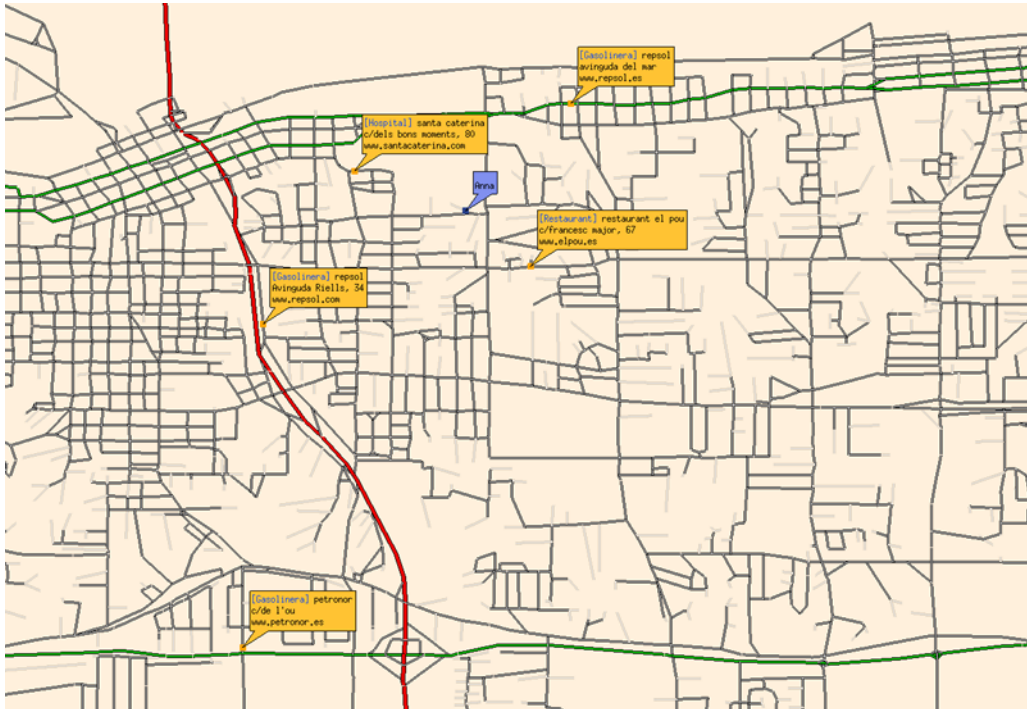 [Gasolinera] repsol
avinguda del mar
www.repsol.es
[Hospital] santa caterina
c/dels bons moments, 80
www.santacaterina.com
Anna
[Restaurant] restaurant el pou
c/francesc major, 67
www.elpou.es
[Gasolinera] repsol
Avinguda Riells, 34
www.repsol.com
[Gasolinera] petronor
c/de l'ou
www.petronor.es